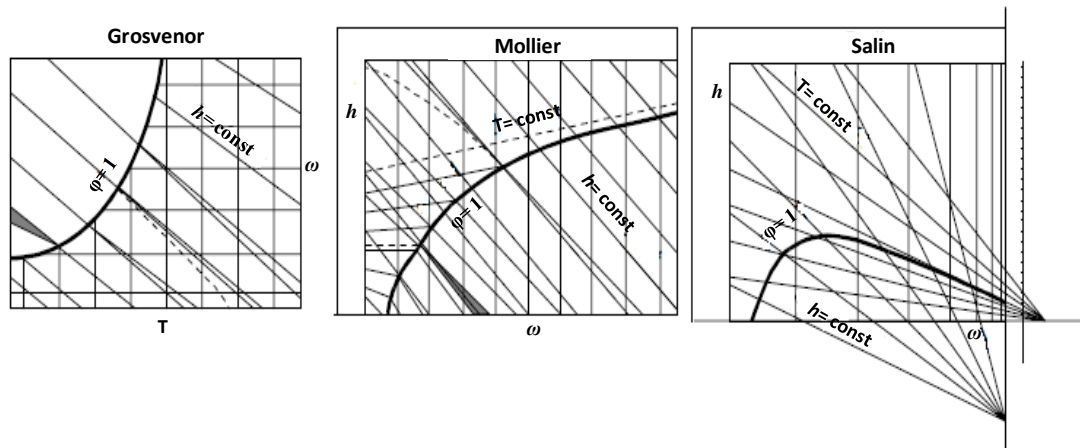 Grosvenor
h= const
φ= 1
ω
T
Mollier
h
T= const
φ= 1
h= const
ω
Salin
h
T= const
φ= 1
h= const
ω